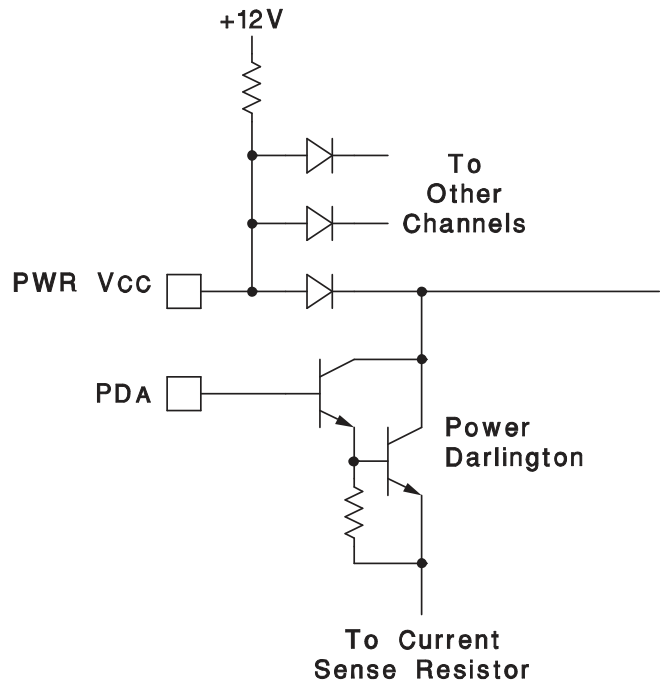 +12V
To
Other
Channels
PWR VCC
PDA
Power
Darlington
To Current
Sense Resistor